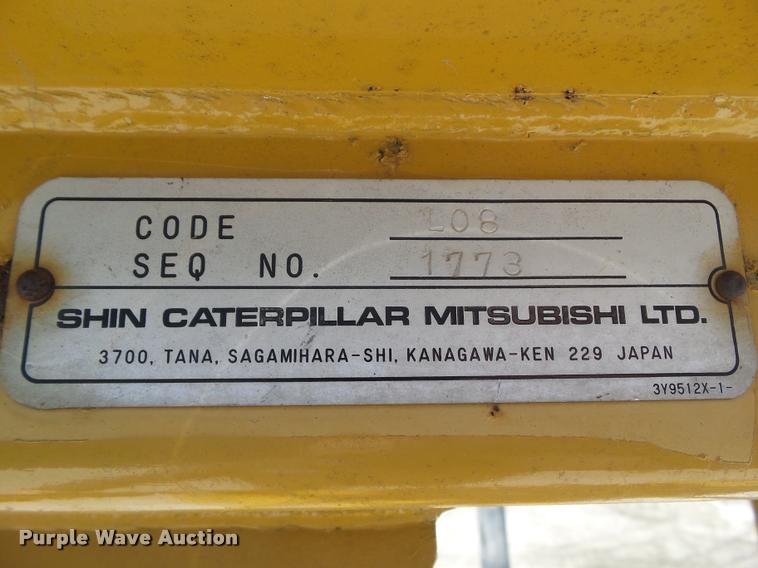 CODE L08
SEQ NO. 1773
SHIN CATERPILLAR MITSUBISHI LTD.
3700, TANA, SAGAMIHARA-SHI, KANAGAWA-KEN 229 JAPAN
3Y9512X-1-
Purple Wave Auction®